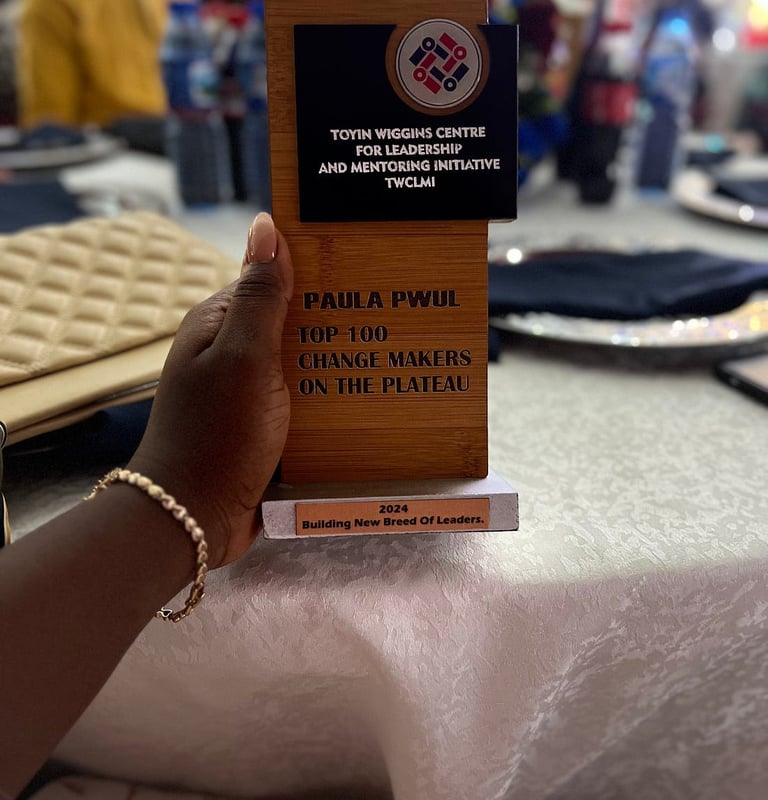 TOYIN WIGGINS CENTRE
FOR LEADERSHIP
AND MENTORING INITIATIVE
TWCLMI
PAULA PWUL
TOP 100
CHANGE MAKERS
ON THE PLATEAU
2024
Building New Breed Of Leaders.